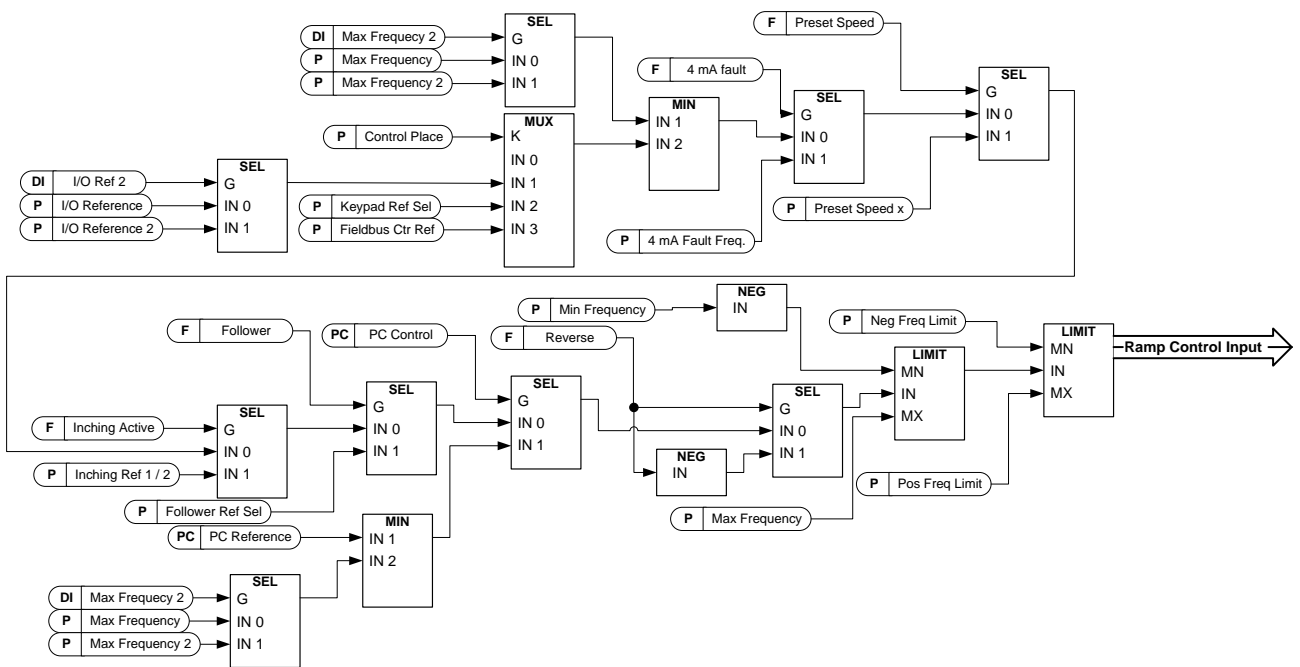 SEL
DI Max Frequecy 2
G
P Max Frequency
IN 0
P Max Frequency 2
IN 1
F Preset Speed
F 4 mA fault
SEL
G
IN 0
IN 1
MIN
IN 1
IN 2
SEL
G
IN 0
IN 1
MUX
P Control Place
K
IN 0
IN 1
P Keypad Ref Sel
IN 2
P Fieldbus Ctr Ref
IN 3
SEL
DI I/O Ref 2
G
P I/O Reference
IN 0
P I/O Reference 2
IN 1
P Preset Speed x
P 4 mA Fault Freq.
P Min Frequency
NEG
IN
F Follower
PC PC Control
F Reverse
P Neg Freq Limit
LIMIT
MN
IN
MX
Ramp Control Input
LIMIT
MN
IN
MX
SEL
G
IN 0
IN 1
SEL
G
IN 0
IN 1
SEL
G
IN 0
IN 1
SEL
F Inching Active
G
IN 0
P Inching Ref 1 / 2
IN 1
NEG
IN
P Pos Freq Limit
P Follower Ref Sel
P Max Frequency
MIN
PC PC Reference
IN 1
IN 2
SEL
DI Max Frequecy 2
G
P Max Frequency
IN 0
P Max Frequency 2
IN 1